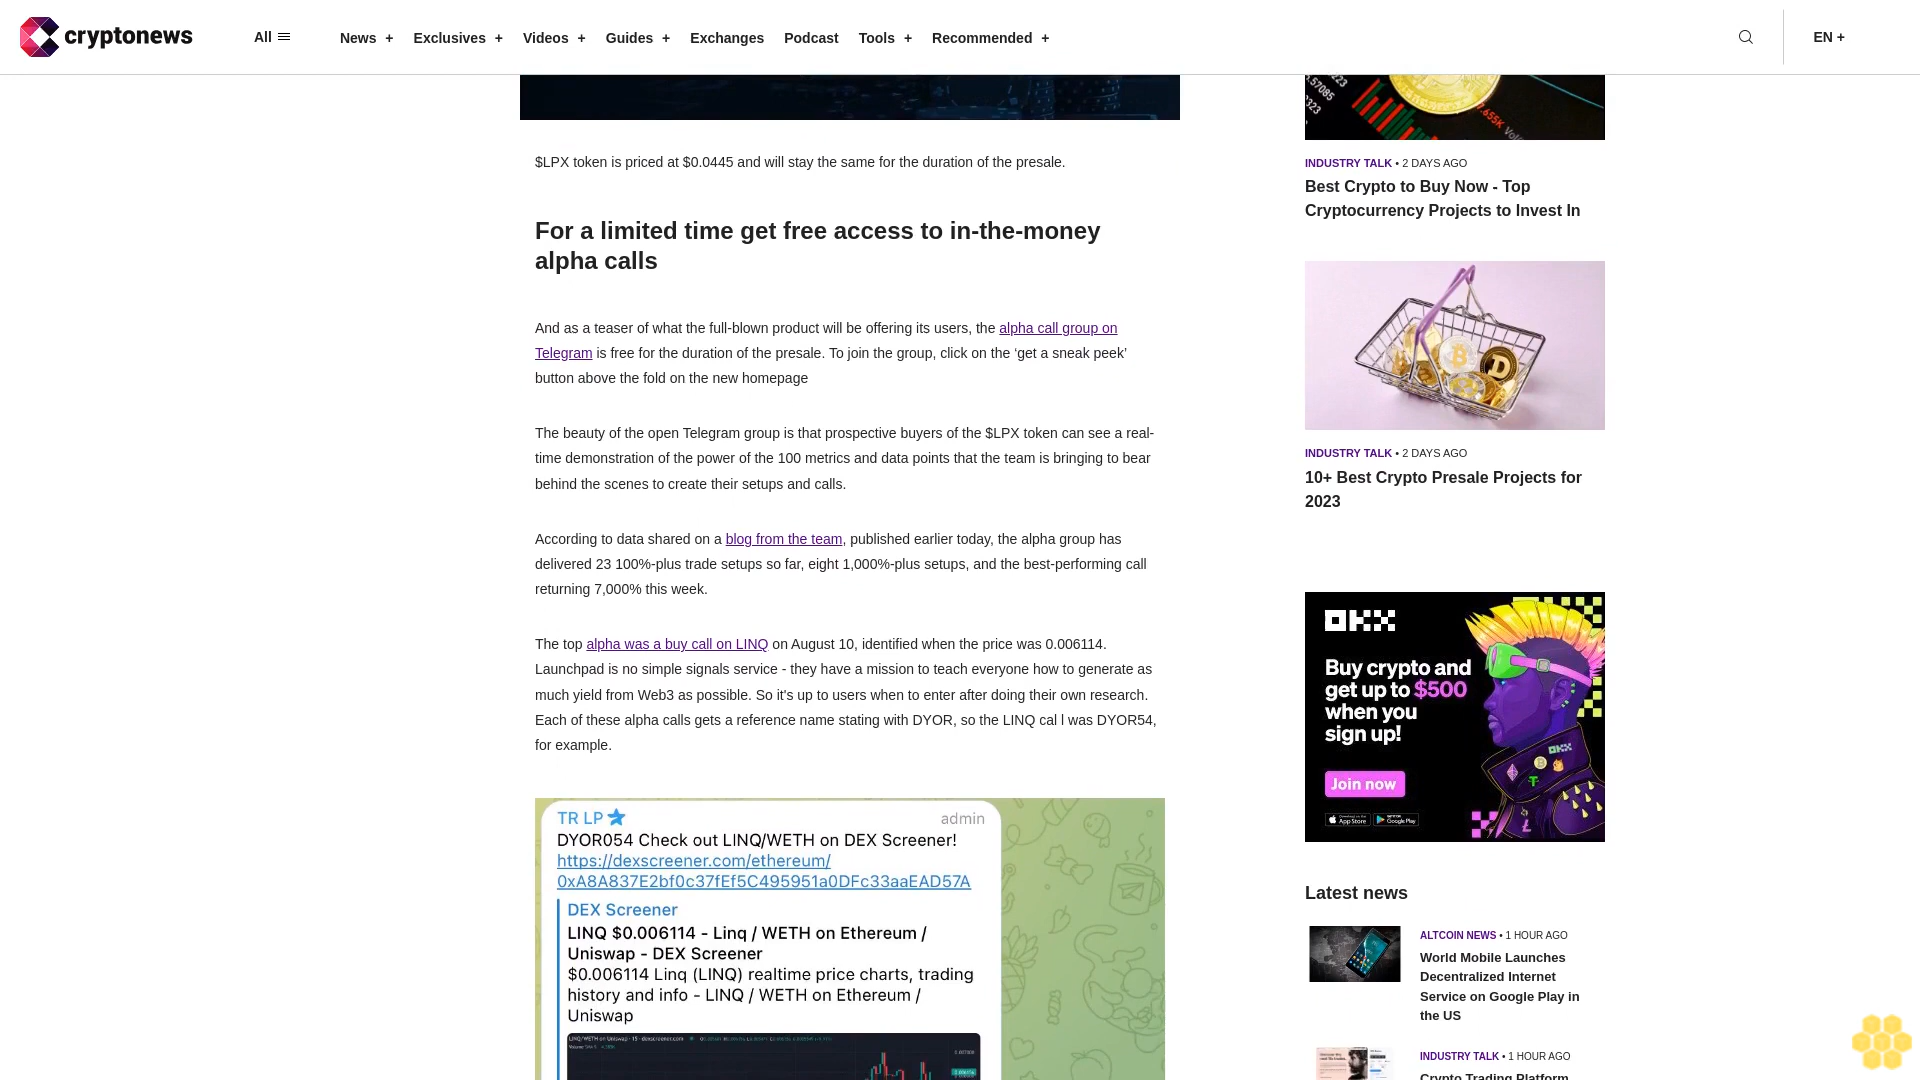 cryptonews
All
News +
Exclusives +
Videos +
Guides +
Exchanges
Podcast
Tools +
Recommended +
EN +
$LPX token is priced at $0.0445 and will stay the same for the duration of the presale.
For a limited time get free access to in-the-money
alpha calls
And as a teaser of what the full-blown product will be offering its users, the alpha call group on
Telegram is free for the duration of the presale. To join the group, click on the ‘get a sneak peek’
button above the fold on the new homepage
The beauty of the open Telegram group is that prospective buyers of the $LPX token can see a real-
time demonstration of the power of the 100 metrics and data points that the team is bringing to bear
behind the scenes to create their setups and calls.
According to data shared on a blog from the team, published earlier today, the alpha group has
delivered 23 100%-plus trade setups so far, eight 1,000%-plus setups, and the best-performing call
returning 7,000% this week.
The top alpha was a buy call on LINQ on August 10, identified when the price was 0.006114.
Launchpad is no simple signals service - they have a mission to teach everyone how to generate as
much yield from Web3 as possible. So it's up to users when to enter after doing their own research.
Each of these alpha calls gets a reference name stating with DYOR, so the LINQ cal l was DYOR54,
for example.
TR LP
admin
DYOR054 Check out LINQ/WETH on DEX Screener!
https://dexscreener.com/ethereum/
0xA8A837E2bf0c37fEf5C495951a0DFc33aaEAD57A
DEX Screener
LINQ $0.006114 - Linq / WETH on Ethereum /
Uniswap - DEX Screener
$0.006114 Linq (LINQ) realtime price charts, trading
history and info - LINQ / WETH on Ethereum /
Uniswap
LINQ/WETH on Uniswap · 15 · dexscreener.com
INDUSTRY TALK • 2 DAYS AGO
Best Crypto to Buy Now - Top
Cryptocurrency Projects to Invest In
INDUSTRY TALK • 2 DAYS AGO
10+ Best Crypto Presale Projects for
2023
OKX
Buy crypto and
get up to $500
when you
sign up!
Join now
App Store
Google Play
Latest news
ALTCOIN NEWS • 1 HOUR AGO
World Mobile Launches
Decentralized Internet
Service on Google Play in
the US
INDUSTRY TALK • 1 HOUR AGO
Crypto Trading Platform